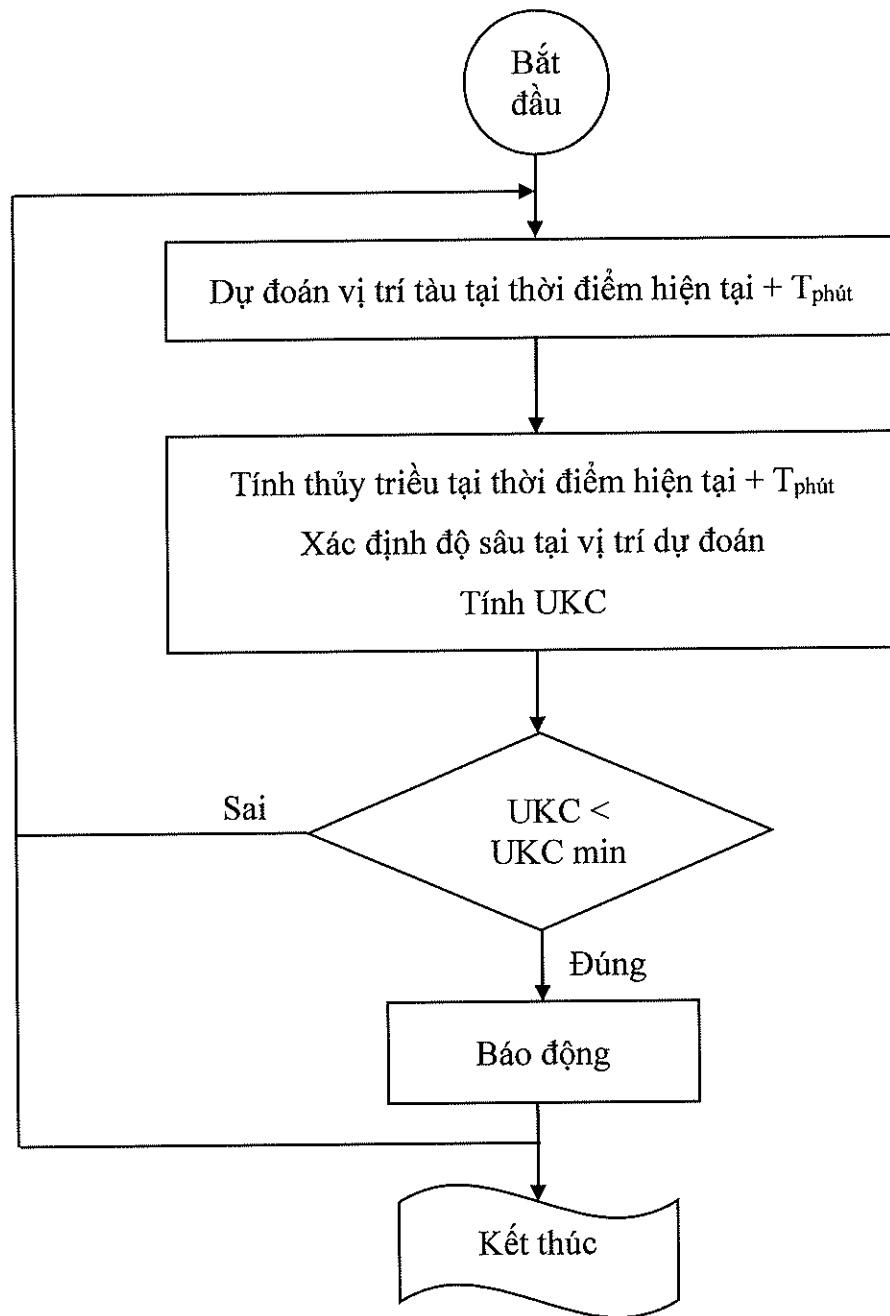 Bắt
đầu
Dự đoán vị trí tàu tại thời điểm hiện tại + Tphút
Tính thủy triều tại thời điểm hiện tại + Tphút
Xác định độ sâu tại vị trí dự đoán
Tính UKC
UKC <
UKC min
Sai
Đúng
Báo động
Kết thúc